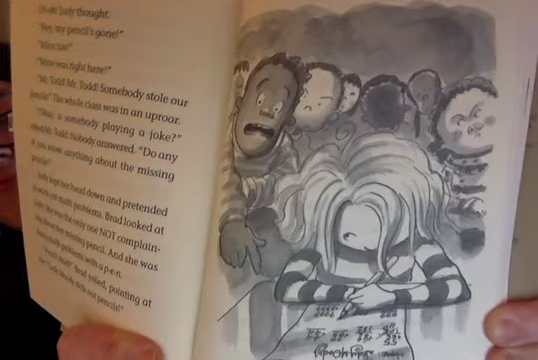 Uh-oh! Judy thought.
"Hey, my pencil's gone!"
"Mine too!"
"Mine was right here!"
"Mr. Todd! Mr. Todd! Somebody stole our
pencils!" The whole class was in an uproar.
"Okay, is somebody playing a joke?"
asked Mr. Todd. Nobody answered. "Do any
of you know anything about the missing
pencils?"
Judy kept her head down and pretended
to work on math problems. Brad looked at
Judy. She was the only one NOT complain-
ing about her missing pencil. And she was
doing math problems with a p-e-n.
Brad yelled, pointing at
"Judy Moody stole our pencils!"
Judy Moody